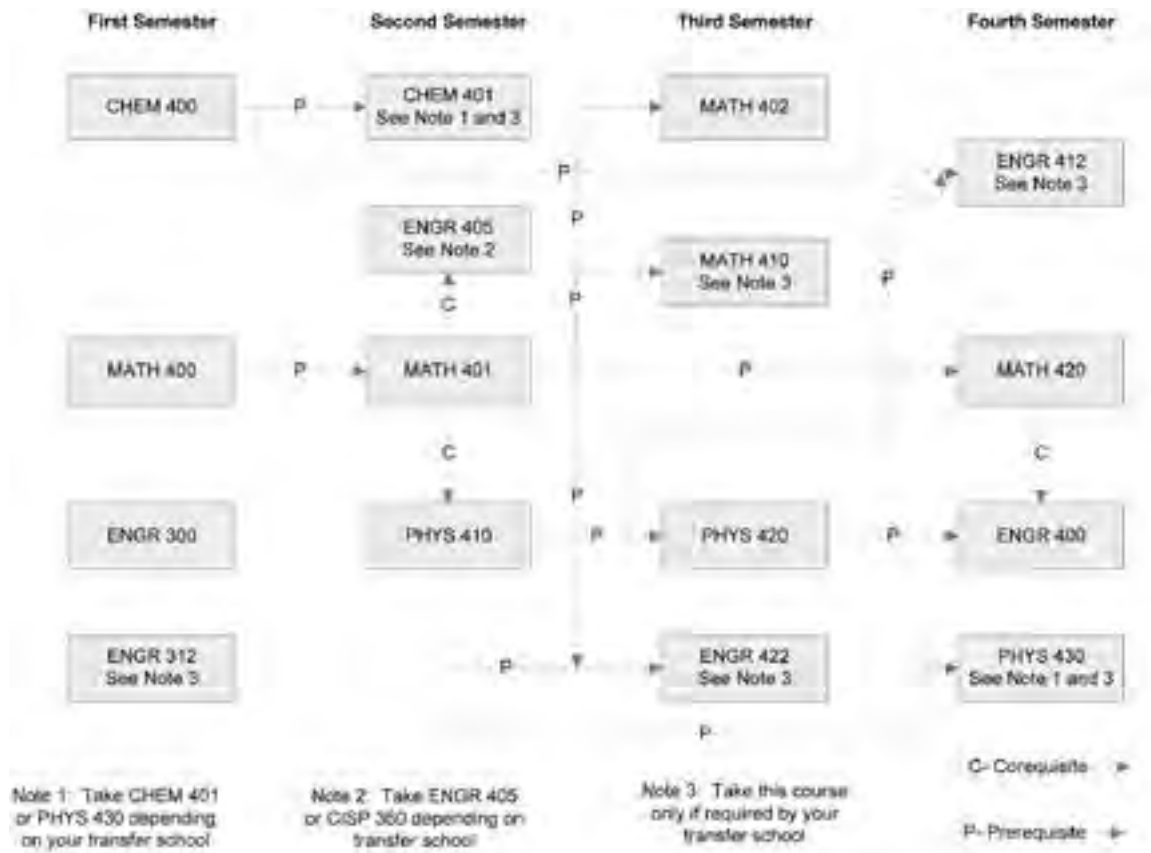 First Semester
Second Semester
Third Semester
Fourth Semester
CHEM 400
P
CHEM 401
See Note 1 and 3
MATH 402
P
P
ENGR 412
See Note 3
ENGR 405
See Note 2
P
MATH 410
See Note 3
P
C
P
MATH 400
P
MATH 401
P
MATH 420
C
C
P
ENGR 300
PHYS 410
P
PHYS 420
P
ENGR 400
ENGR 312
See Note 3
P
ENGR 422
See Note 3
PHYS 430
See Note 1 and 3
P
C- Corequisite
P- Prerequisite
Note 1: Take CHEM 401
or PHYS 430 depending
on your transfer school
Note 2: Take ENGR 405
or CISP 360 depending on
transfer school
Note 3: Take this course
only if required by your
transfer school